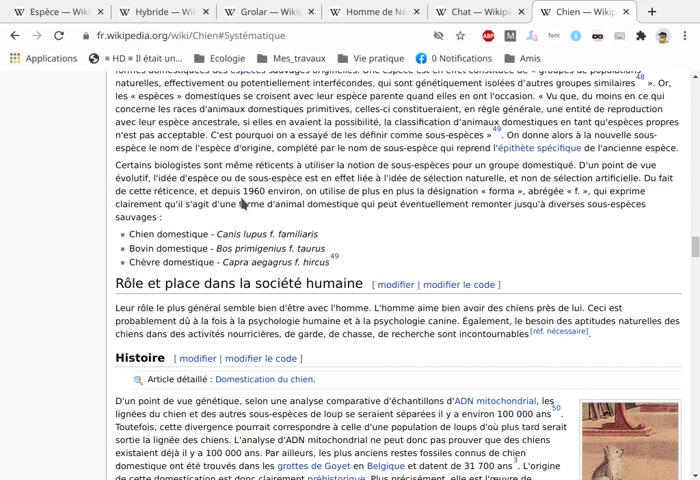 Espèce — Wiki
Hybride — Wiki
Grolar — Wikip
Homme de Né
Chat — Wikipé
Chien — Wikip
fr.wikipedia.org/wiki/Chien#Systématique
ABP
M
font
Applications
= HD = Il était un...
Ecologie
Mes_travaux
Vie pratique
0 Notifications
Amis
formes domestiques des espèces sauvages originelles. Une espèce est en effet constituée de « groupes de populations
naturelles, effectivement ou potentiellement interfécondes, qui sont génétiquement isolées d'autres groupes similaires 48 ». Or,
les « espèces » domestiques se croisent avec leur espèce parente quand elles en ont l'occasion. « Vu que, du moins en ce qui
concerne les races d'animaux domestiques primitives, celles-ci constitueraient, en règle générale, une entité de reproduction
avec leur espèce ancestrale, si elles en avaient la possibilité, la classification d'animaux domestiques en tant qu'espèces propres
n'est pas acceptable. C'est pourquoi on a essayé de les définir comme sous-espèces » 49. On donne alors à la nouvelle sous-
espèce le nom de l'espèce d'origine, complété par le nom de sous-espèce qui reprend l'épithète spécifique de l'ancienne espèce.
Certains biologistes sont même réticents à utiliser la notion de sous-espèces pour un groupe domestiqué. D'un point de vue
évolutif, l'idée d'espèce ou de sous-espèce est en effet liée à l'idée de sélection naturelle, et non de sélection artificielle. Du fait
de cette réticence, et depuis 1960 environ, on utilise de plus en plus la désignation « forma », abrégée « f. », qui exprime
clairement qu'il s'agit d'une forme d'animal domestique qui peut éventuellement remonter jusqu'à diverses sous-espèces
sauvages :
Chien domestique - Canis lupus f. familiaris
Bovin domestique - Bos primigenius f. taurus
Chèvre domestique - Capra aegagrus f. hircus 49
Rôle et place dans la société humaine [ modifier | modifier le code ]
Leur rôle le plus général semble bien d'être avec l'homme. L'homme aime bien avoir des chiens près de lui. Ceci est
probablement dû à la fois à la psychologie humaine et à la psychologie canine. Également, le besoin des aptitudes naturelles des
chiens dans des activités nourricières, de garde, de chasse, de recherche sont incontournables [réf. nécessaire].
Histoire [ modifier | modifier le code ]
Article détaillé : Domestication du chien.
D'un point de vue génétique, selon une analyse comparative d'échantillons d'ADN mitochondrial, les
lignées du chien et des autres sous-espèces de loup se seraient séparées il y a environ 100 000 ans 50.
Toutefois, cette divergence pourrait correspondre à celle d'une population de loups d'où plus tard serait
sortie la lignée des chiens. L'analyse d'ADN mitochondrial ne peut donc pas prouver que des chiens
existaient déjà il y a 100 000 ans. Par ailleurs, les plus anciens restes fossiles connus de chien
domestique ont été trouvés dans les grottes de Goyet en Belgique et datent de 31 700 ans 3. L'origine
de cette domestication est donc clairement préhistorique. Plus précisément, elle est l'œuvre de